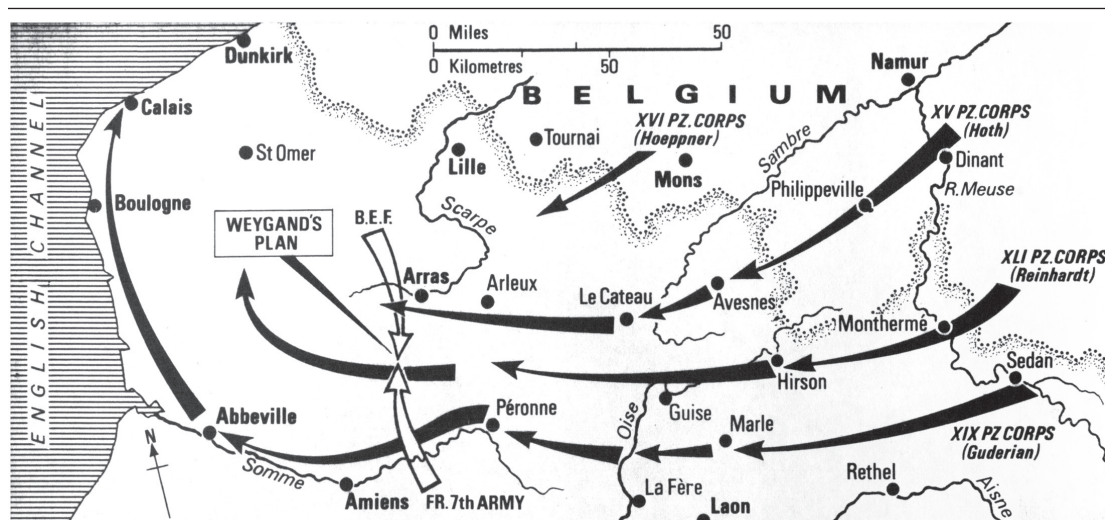 0 Miles 50
0 Kilometres 50
Dunkirk
Namur
BELGIUM
Calais
XVI PZ.CORPS
(Hoeppner)
XV PZ.CORPS
(Hoth)
Tournai
St Omer
Lille
Mons
Sambre
Dinant
Philippeville
R.Meuse
ENGLISH CHANNEL
Boulogne
Scarpe
WEYGAND'S
PLAN
B.E.F.
XLI PZ.CORPS
(Reinhardt)
Arras
Arleux
Le Cateau
Avesnes
Monthermé
Sedan
Hirson
Guise
Abbeville
Péronne
Oise
Marle
XIX PZ CORPS
(Guderian)
N
Somme
Rethel
Aisne
Amiens
FR.7th ARMY
La Fère
Laon